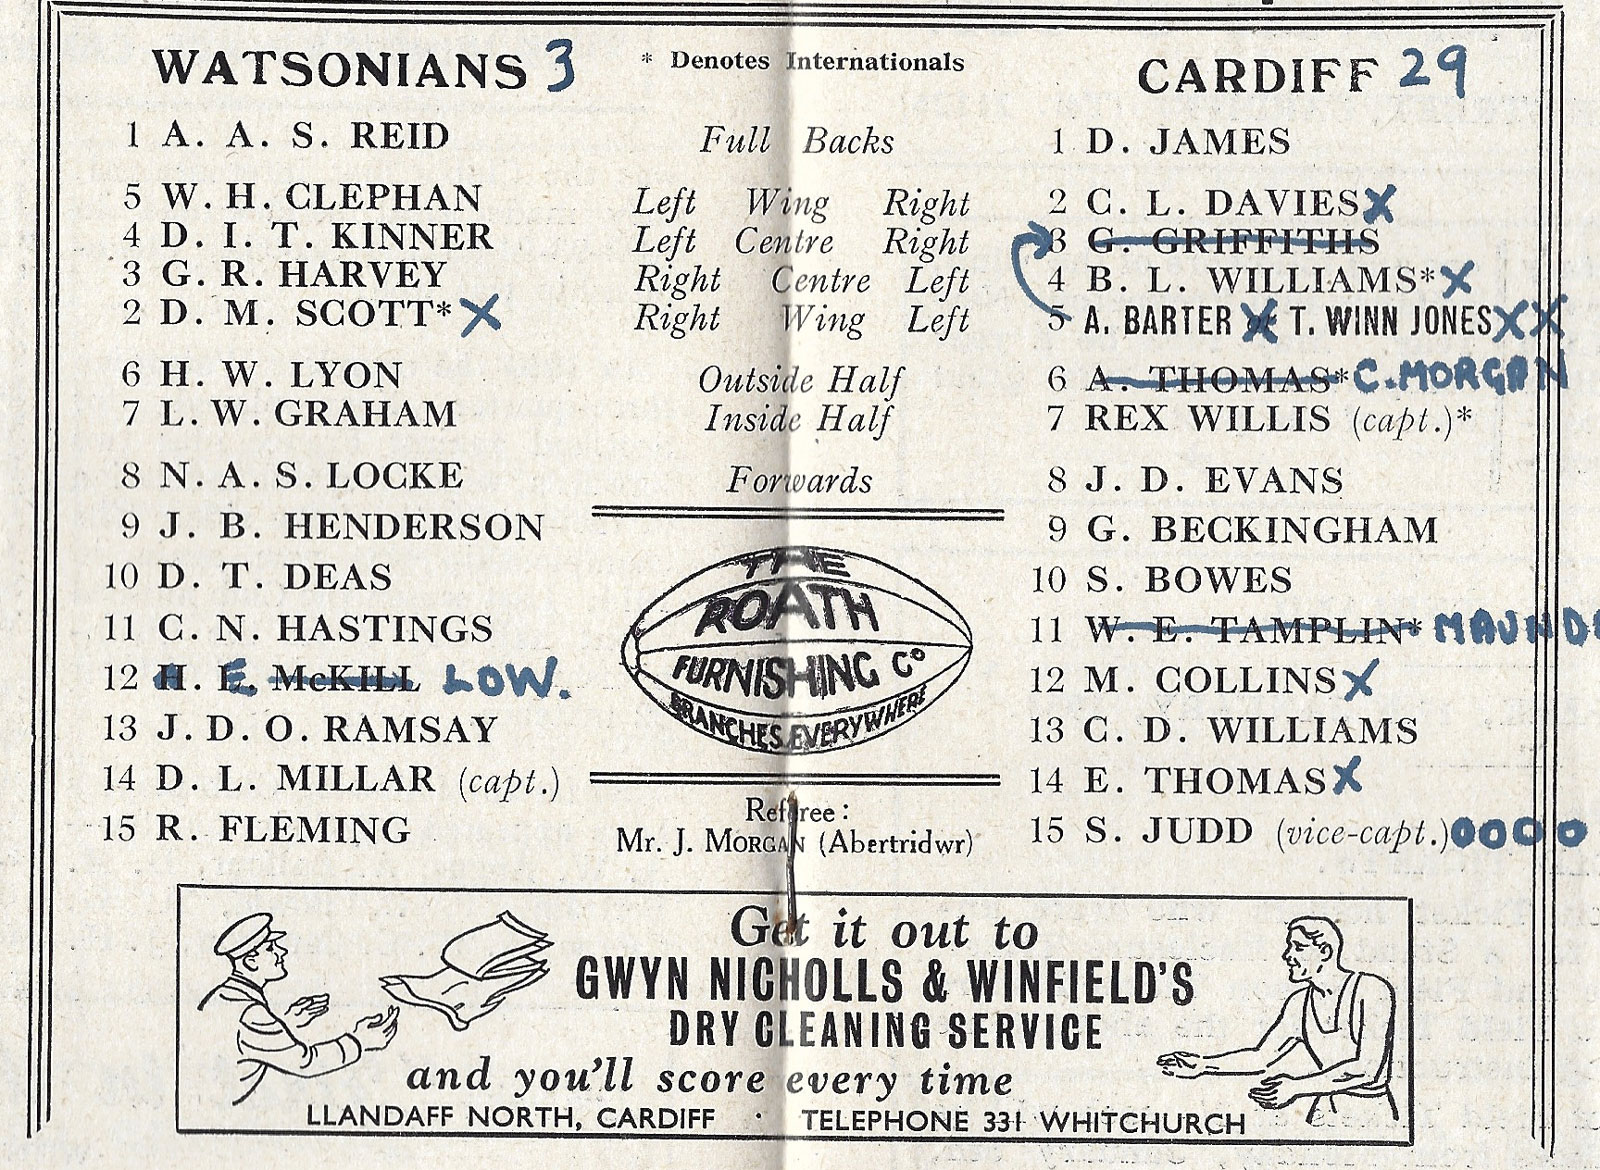 WATSONIANS 3
* Denotes Internationals
CARDIFF 29
1 A. A. S. REID
Full Backs
1 D. JAMES
5 W. H. CLEPHAN
Left Wing Right
2 C. L. DAVIES X
4 D. I. T. KINNER
Left Centre Right
3 G. GRIFFITHS
3 G. R. HARVEY
Right Centre Left
4 B. L. WILLIAMS* X
2 D. M. SCOTT* X
Right Wing Left
5 A. BARTER X or T. WINN JONES XX
6 H. W. LYON
Outside Half
6 A. THOMAS* C. MORGAN
7 L. W. GRAHAM
Inside Half
7 REX WILLIS (capt.)*
8 N. A. S. LOCKE
Forwards
8 J. D. EVANS
9 J. B. HENDERSON
9 G. BECKINGHAM
10 D. T. DEAS
10 S. BOWES
11 C. N. HASTINGS
11 W. E. TAMPLIN*
12 H. E. McKILL LOW.
12 M. COLLINS X
13 J. D. O. RAMSAY
13 C. D. WILLIAMS
14 D. L. MILLAR (capt.)
14 E. THOMAS X
15 R. FLEMING
15 S. JUDD (vice-capt.) OOOO
THE
ROATH
FURNISHING Co
BRANCHES EVERYWHERE
Referee:
Mr. J. MORGAN (Abertridwr)
Get it out to
GWYN NICHOLLS & WINFIELD'S
DRY CLEANING SERVICE
and you'll score every time
LLANDAFF NORTH, CARDIFF · TELEPHONE 331 WHITCHURCH